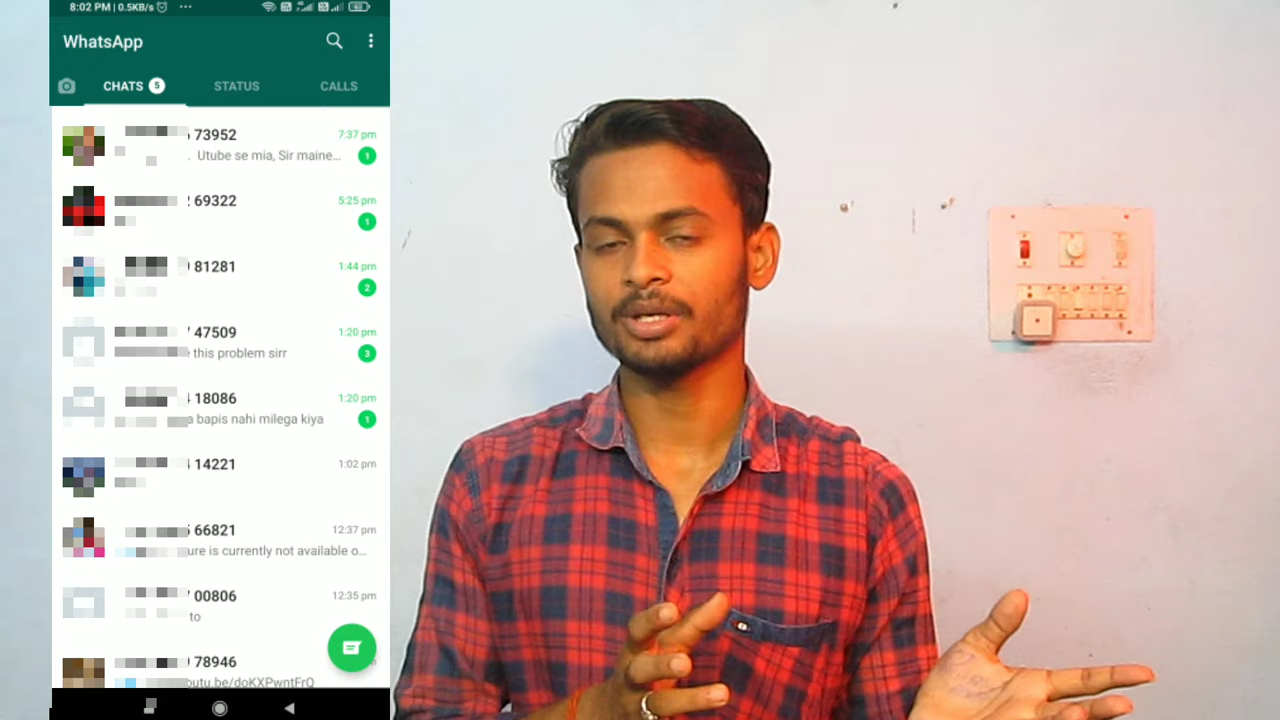 8:02 PM | 0.5KB/s
WhatsApp
CHATS 5
STATUS
CALLS
73952
7:37 pm
. Utube se mia, Sir maine...
1
69322
5:25 pm
1
81281
1:44 pm
2
47509
1:20 pm
this problem sirr
3
18086
1:20 pm
a bapis nahi milega kiya
1
14221
1:02 pm
66821
12:37 pm
ure is currently not available o...
00806
12:35 pm
to
78946
outu.be/doKXPwntFrQ